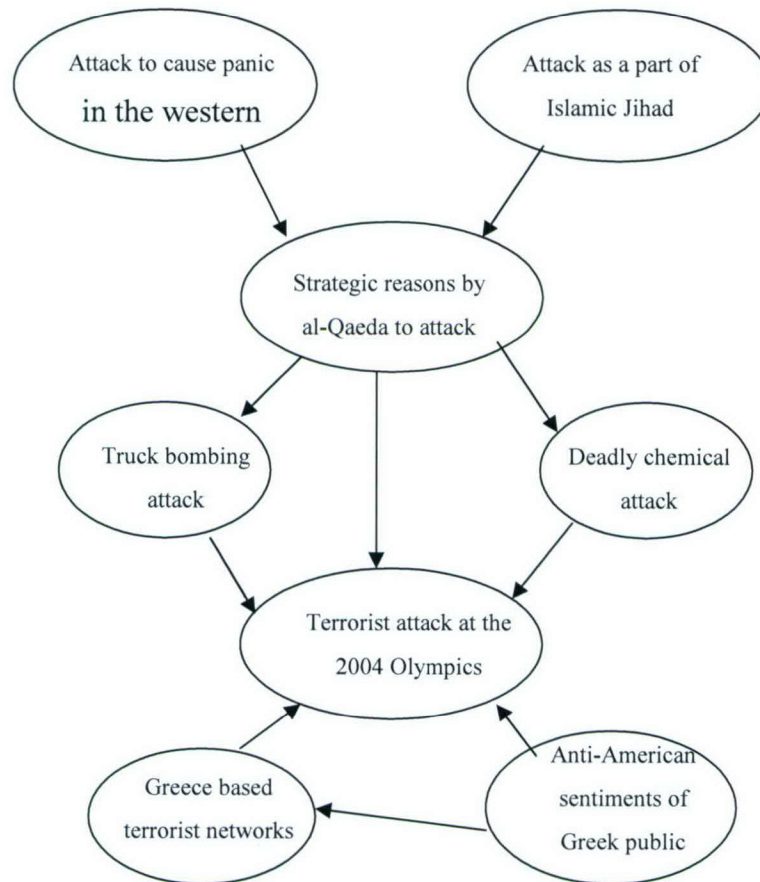 Attack to cause panic
in the western
Attack as a part of
Islamic Jihad
Strategic reasons by
al-Qaeda to attack
Truck bombing
attack
Deadly chemical
attack
Terrorist attack at the
2004 Olympics
Greece based
terrorist networks
Anti-American
sentiments of
Greek public